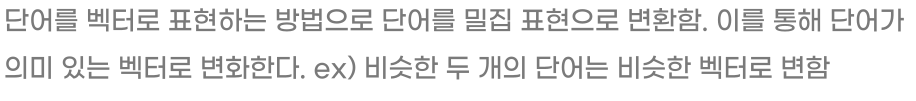 단어를 벡터로 표현하는 방법으로 단어를 밀집 표현으로 변환함. 이를 통해 단어가
의미 있는 벡터로 변화한다. ex) 비슷한 두 개의 단어는 비슷한 벡터로 변함